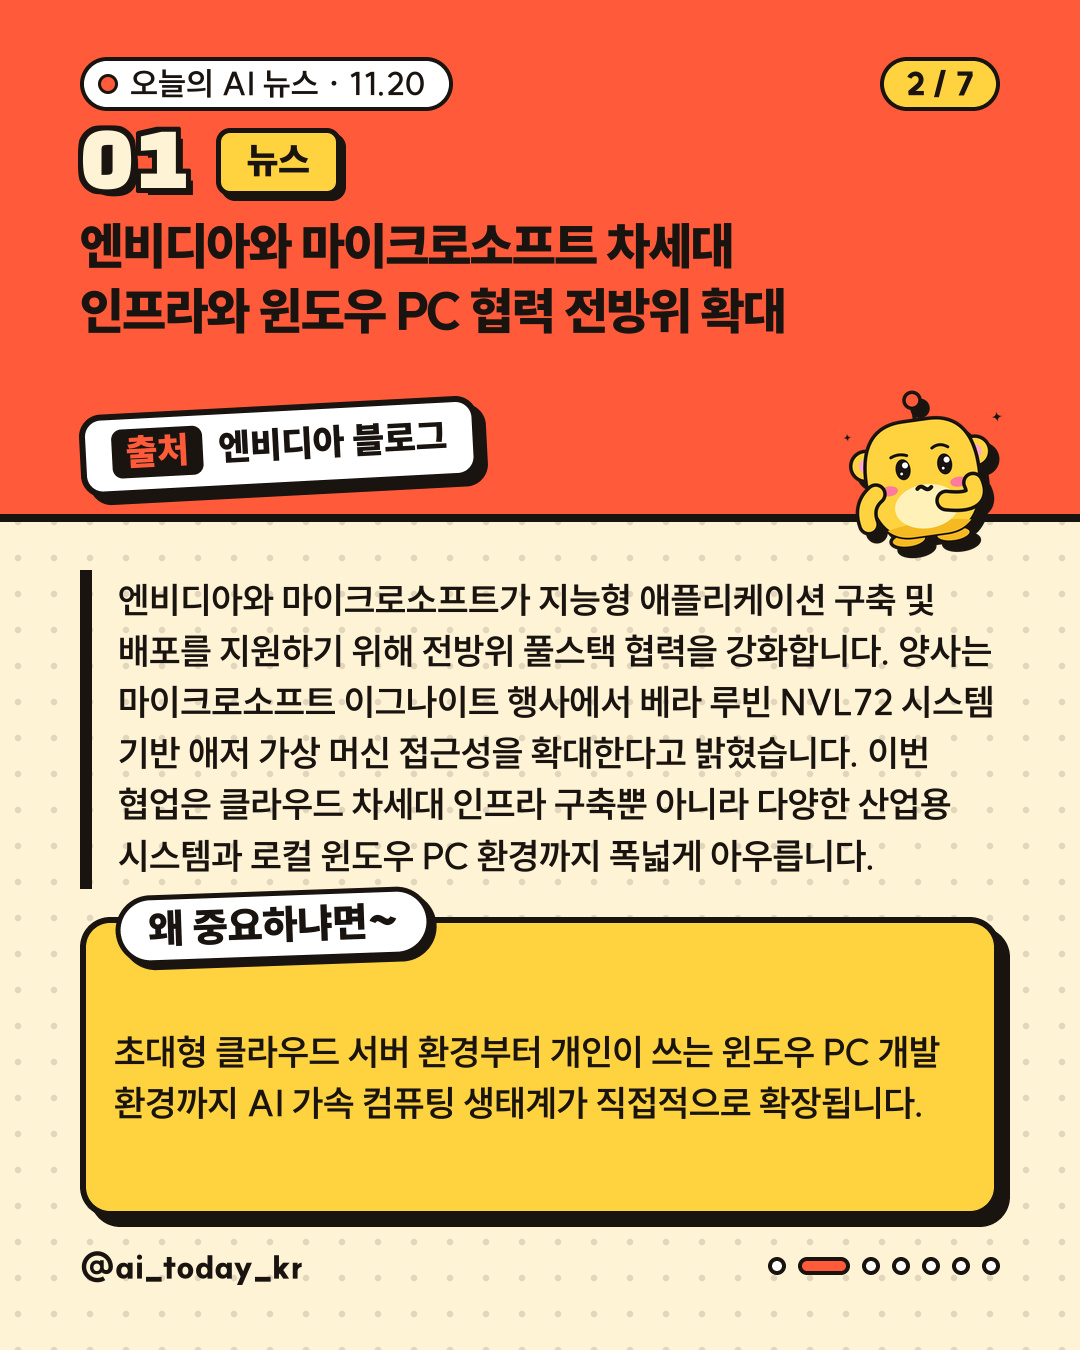 오늘의 AI 뉴스 · 11.20
2 / 7
01 뉴스
엔비디아와 마이크로소프트 차세대
인프라와 윈도우 PC 협력 전방위 확대
출처 엔비디아 블로그
엔비디아와 마이크로소프트가 지능형 애플리케이션 구축 및
배포를 지원하기 위해 전방위 풀스택 협력을 강화합니다. 양사는
마이크로소프트 이그나이트 행사에서 베라 루빈 NVL72 시스템
기반 애저 가상 머신 접근성을 확대한다고 밝혔습니다. 이번
협업은 클라우드 차세대 인프라 구축뿐 아니라 다양한 산업용
시스템과 로컬 윈도우 PC 환경까지 폭넓게 아우릅니다.
왜 중요하냐면~
초대형 클라우드 서버 환경부터 개인이 쓰는 윈도우 PC 개발
환경까지 AI 가속 컴퓨팅 생태계가 직접적으로 확장됩니다.
@ai_today_kr